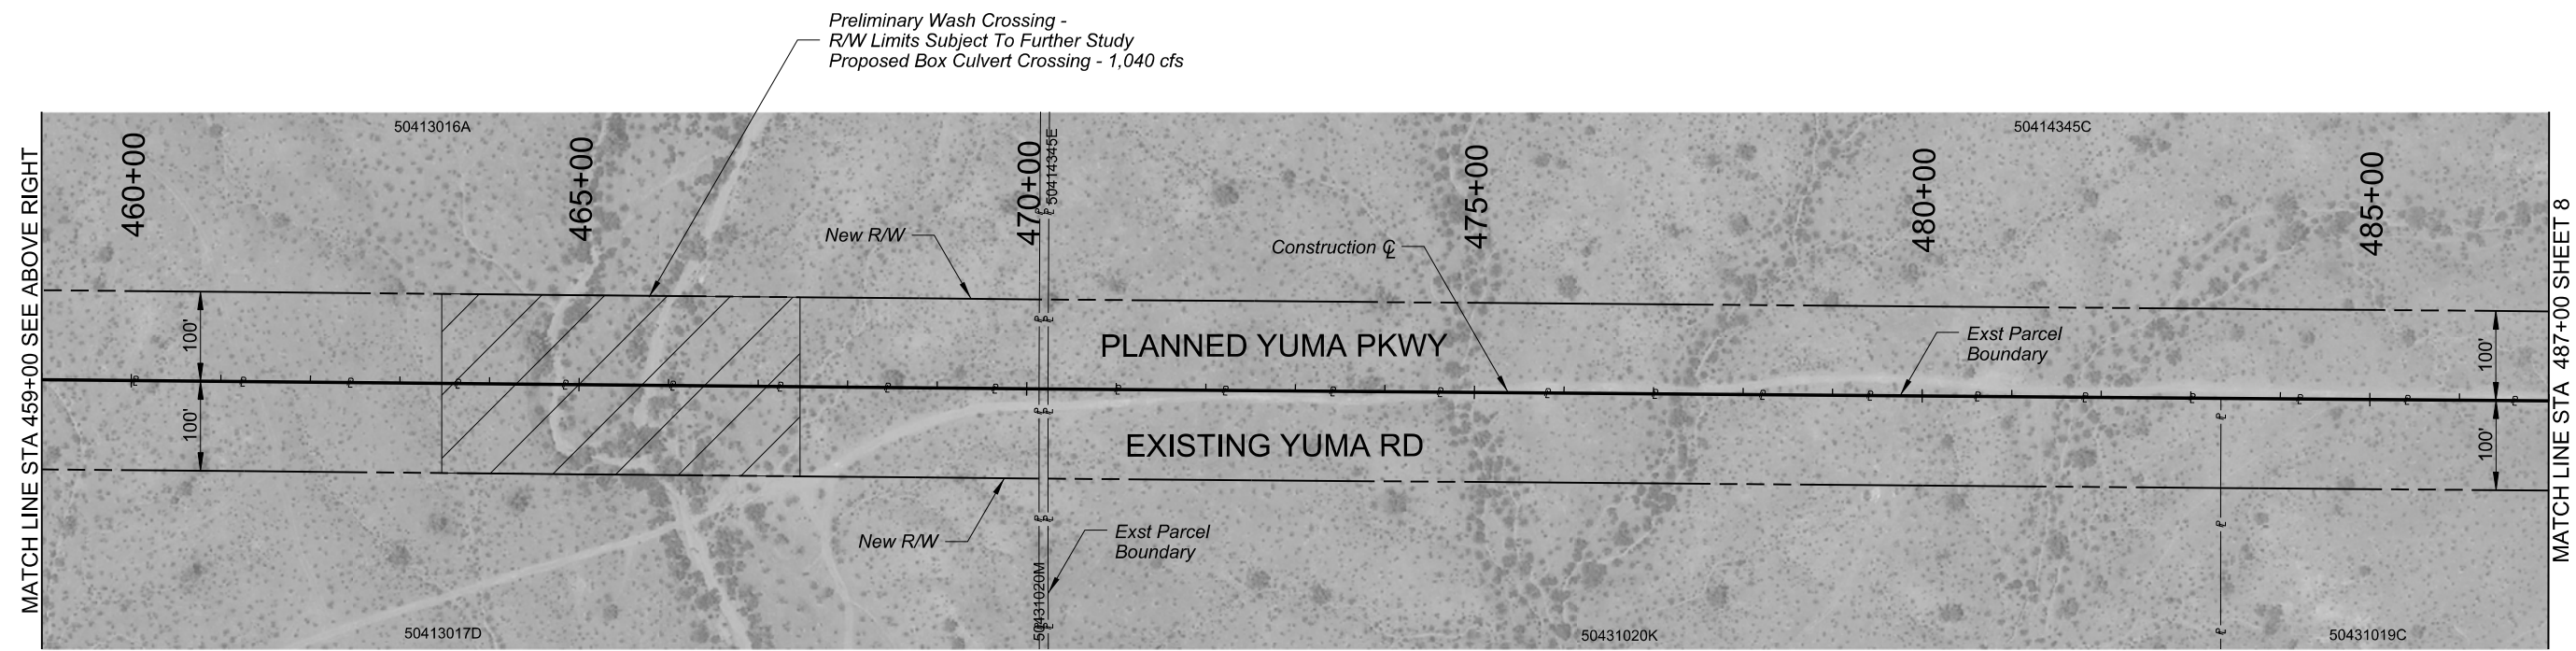 Preliminary Wash Crossing -
R/W Limits Subject To Further Study
Proposed Box Culvert Crossing - 1,040 cfs
MATCH LINE STA 459+00 SEE ABOVE RIGHT
50413016A
50414345E
50414345C
460+00
465+00
470+00
475+00
480+00
485+00
New R/W
Construction ℄
100'
PLANNED YUMA PKWY
Exst Parcel
Boundary
100'
100'
EXISTING YUMA RD
100'
New R/W
Exst Parcel
Boundary
50413017D
50431020M
50431020K
50431019C
MATCH LINE STA 487+00 SHEET 8